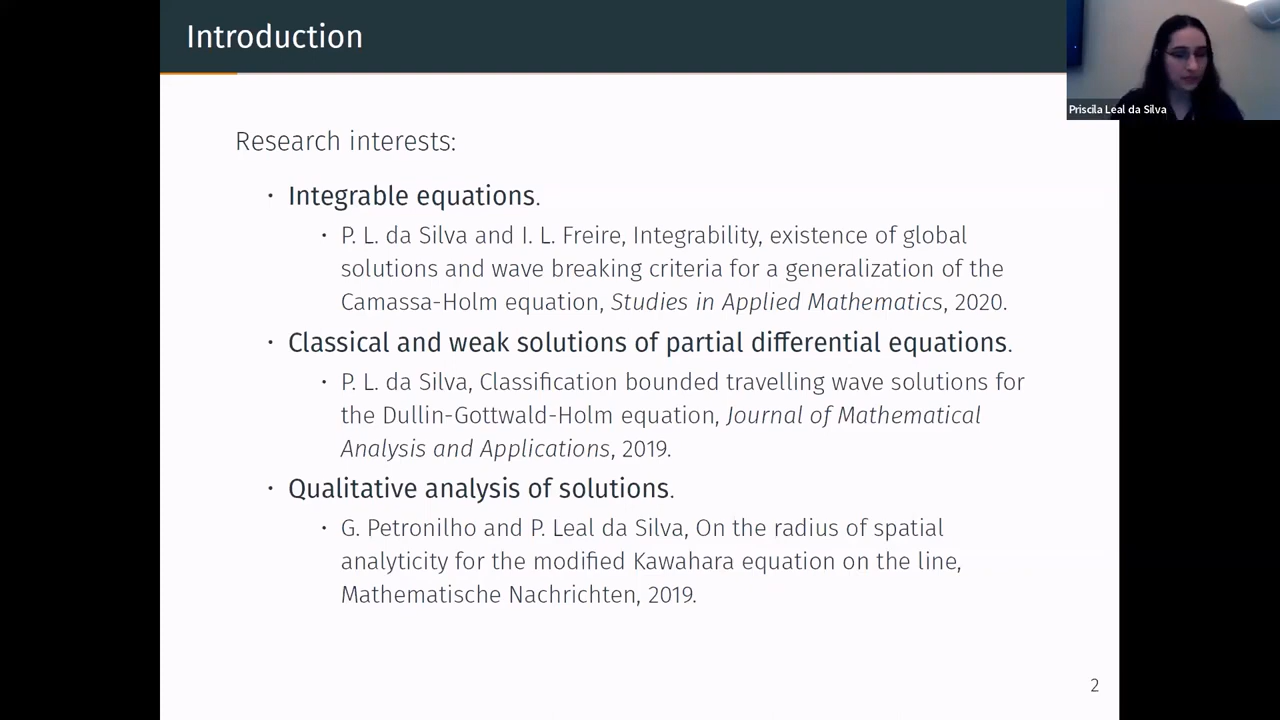 Introduction
Priscila Leal da Silva
Research interests:
· Integrable equations.
· P. L. da Silva and I. L. Freire, Integrability, existence of global
solutions and wave breaking criteria for a generalization of the
Camassa-Holm equation, Studies in Applied Mathematics, 2020.
· Classical and weak solutions of partial differential equations.
· P. L. da Silva, Classification bounded travelling wave solutions for
the Dullin-Gottwald-Holm equation, Journal of Mathematical
Analysis and Applications, 2019.
· Qualitative analysis of solutions.
· G. Petronilho and P. Leal da Silva, On the radius of spatial
analyticity for the modified Kawahara equation on the line,
Mathematische Nachrichten, 2019.
2